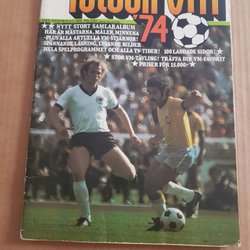 FOTBOLL VM
'74
★★ NYTT STORT SAMLARALBUM
HÄR ÄR MÄSTARNA, MÅLEN, MINNENA
-PLUS ALLA AKTUELLA VM-STJÄRNOR!
SPÄNNANDE LÄSNING, LYSANDE BILDER
HELA SPELPROGRAMMET OCH ALLA TV-TIDER! 100 LADDADE SIDOR!
★ STOR VM-TÄVLING! TRÄFFA DIN VM-FAVORIT
★ PRISER FÖR 15.000:-